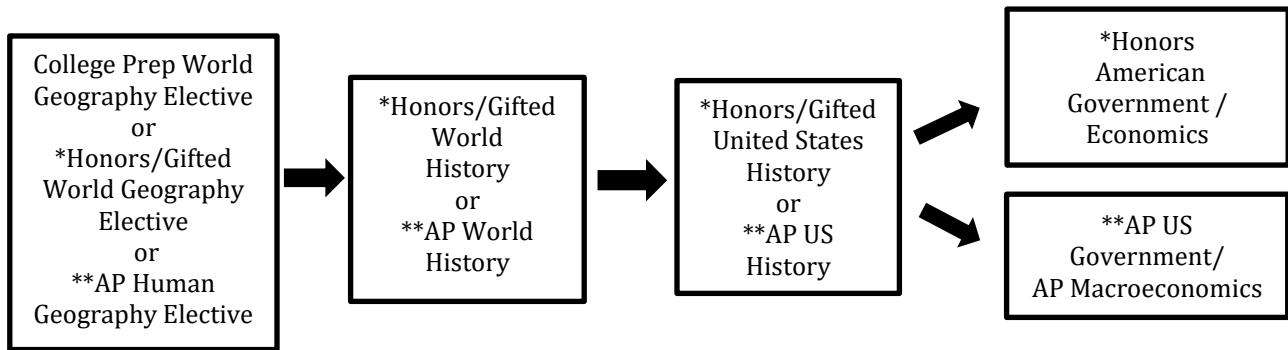 College Prep World
Geography Elective
or
*Honors/Gifted
World Geography
Elective
or
**AP Human
Geography Elective
*Honors/Gifted
World
History
or
**AP World
History
*Honors/Gifted
United States
History
or
**AP US
History
*Honors
American
Government /
Economics
**AP US
Government/
AP Macroeconomics